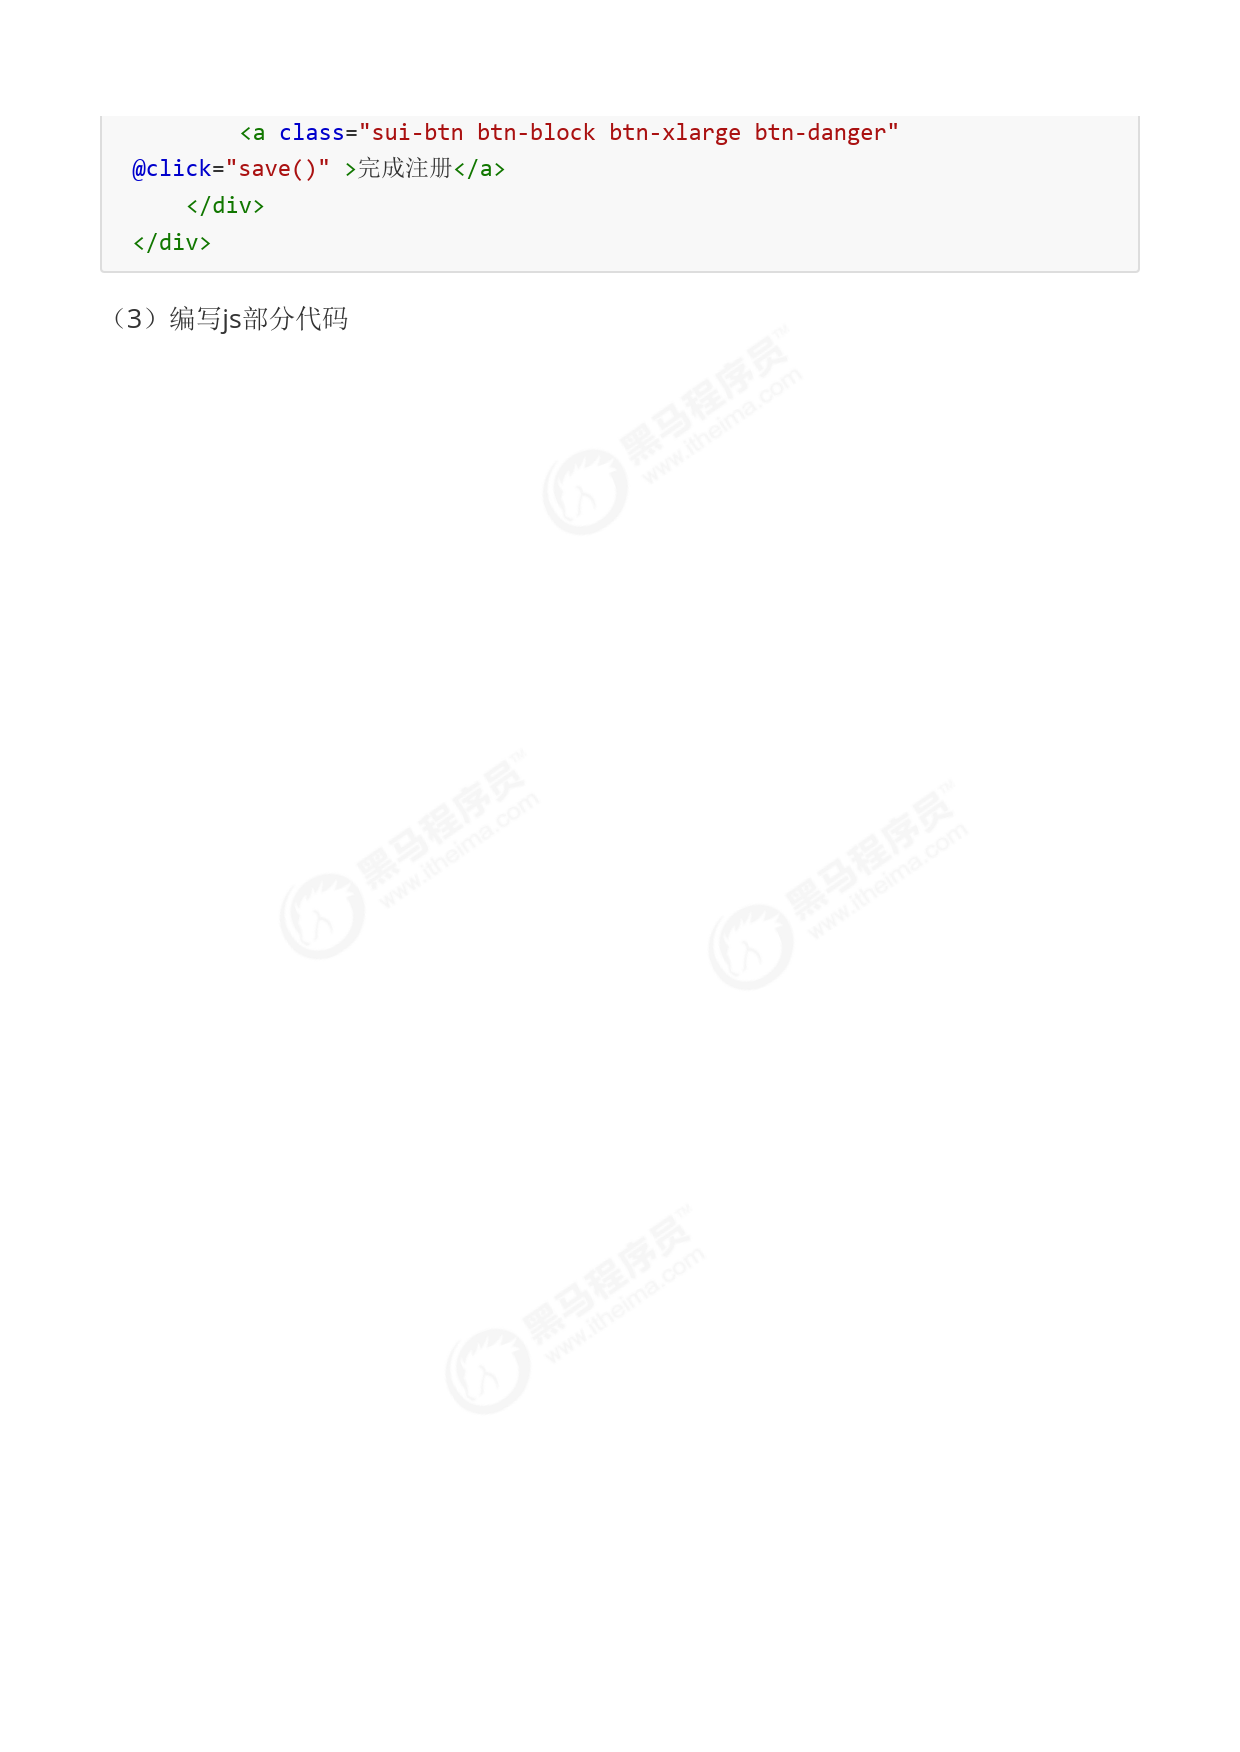 <a class="sui-btn btn-block btn-xlarge btn-danger"
@click="save()" >完成注册</a>
</div>
</div>
（3）编写js部分代码
黑马程序员™
www.itheima.com
黑马程序员™
www.itheima.com
黑马程序员™
www.itheima.com
黑马程序员™
www.itheima.com